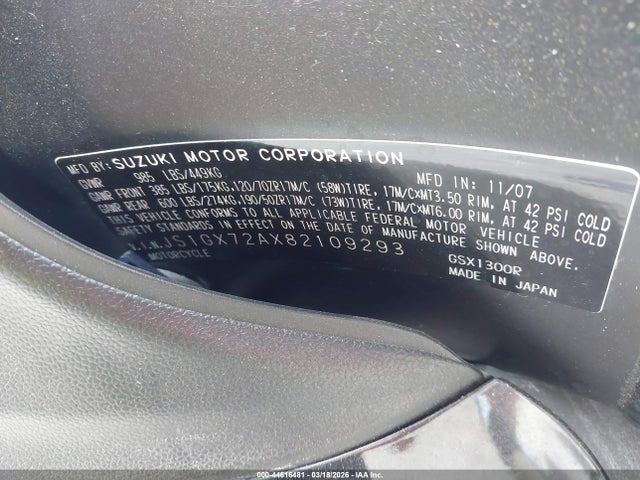 MFD BY: SUZUKI MOTOR CORPORATION MFD IN: 11/07
GVWR 985 LBS/449KG
GAWR FRONT 385 LBS/175KG,120/70ZR17M/C (58W)TIRE, 17M/C×MT3.50 RIM, AT 42 PSI COLD
GAWR REAR 600 LBS/274KG,190/50ZR17M/C (73W)TIRE, 17M/C×MT6.00 RIM, AT 42 PSI COLD
THIS VEHICLE CONFORMS TO ALL APPLICABLE FEDERAL MOTOR VEHICLE
SAFETY STANDARDS IN EFFECT ON THE DATE OF MANUFACTURE SHOWN ABOVE.
V.I.N. JS1GX72AX82109293 GSX1300R
MOTORCYCLE MADE IN JAPAN
000-44616481 - 03/18/2026 - IAA Inc.